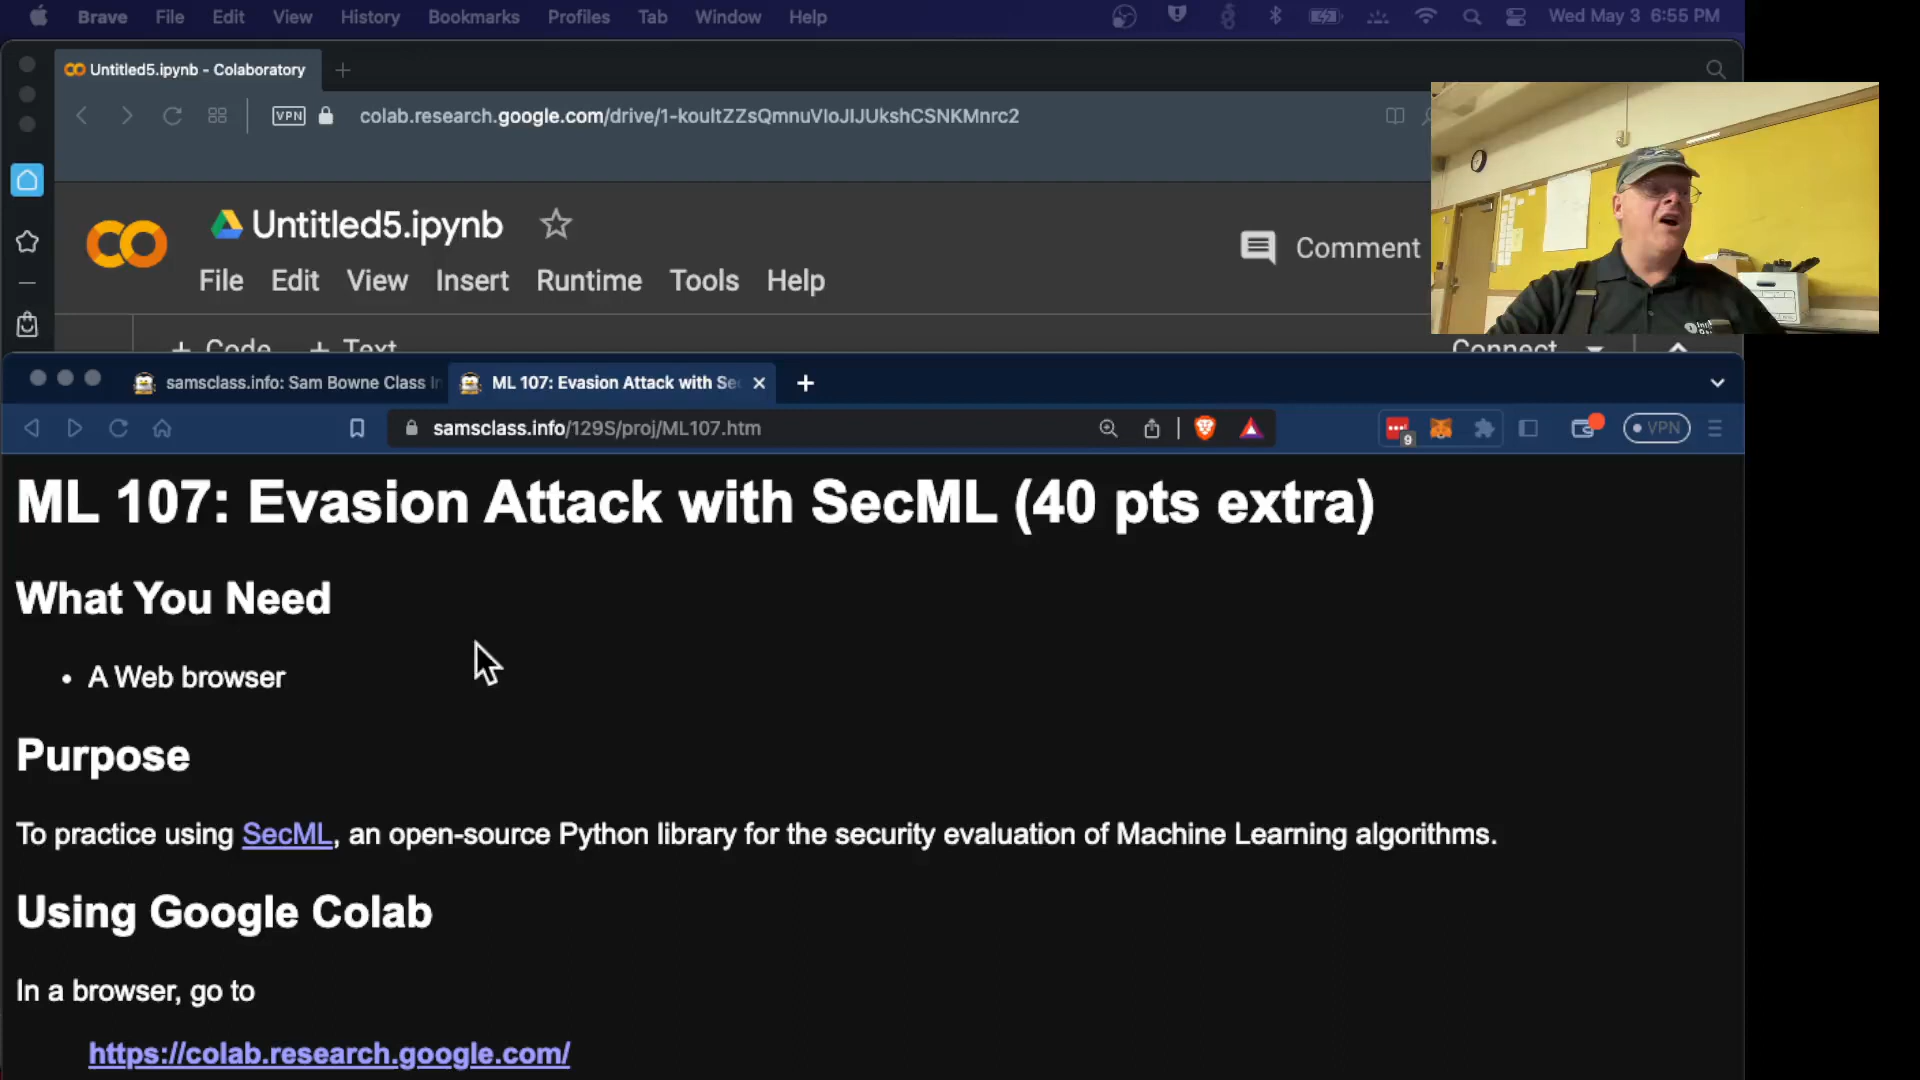 Brave File Edit View History Bookmarks Profiles Tab Window Help Wed May 3 6:55 PM
Untitled5.ipynb - Colaboratory
VPN colab.research.google.com/drive/1-koultZZsQmnuVloJIJUkshCSNKMnrc2
Untitled5.ipynb
Comment
File Edit View Insert Runtime Tools Help
+ Code + Text Connect
samsclass.info: Sam Bowne Class In ML 107: Evasion Attack with Sec
samsclass.info/129S/proj/ML107.htm 9 VPN
ML 107: Evasion Attack with SecML (40 pts extra)
What You Need
• A Web browser
Purpose
To practice using SecML, an open-source Python library for the security evaluation of Machine Learning algorithms.
Using Google Colab
In a browser, go to
https://colab.research.google.com/